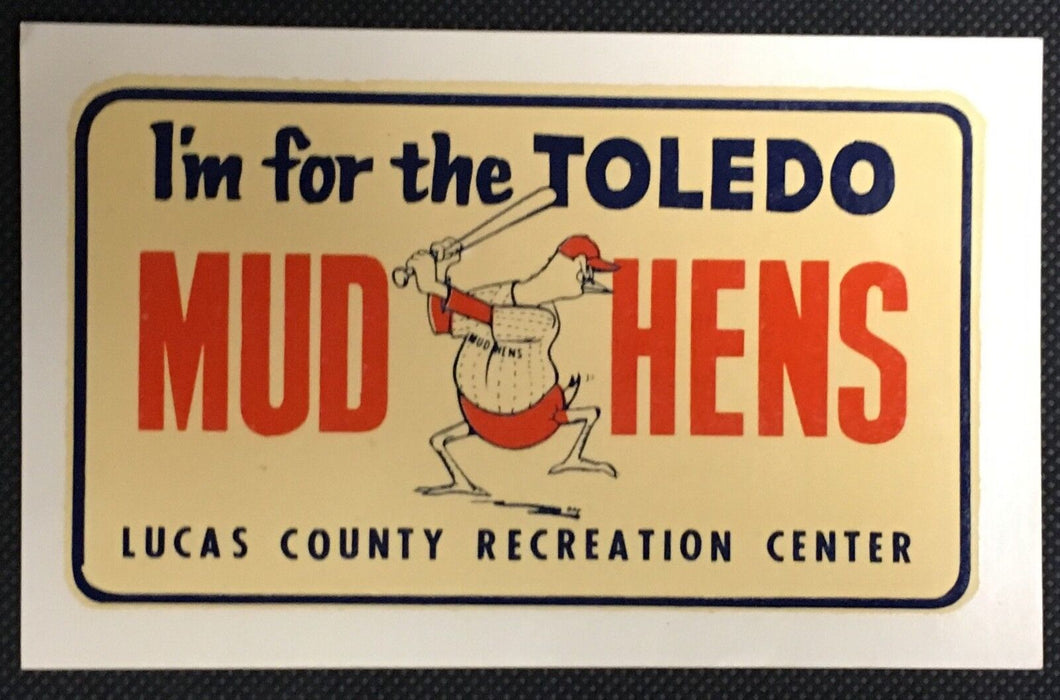 I'm for the TOLEDO
MUD HENS
MUD HENS
LUCAS COUNTY RECREATION CENTER